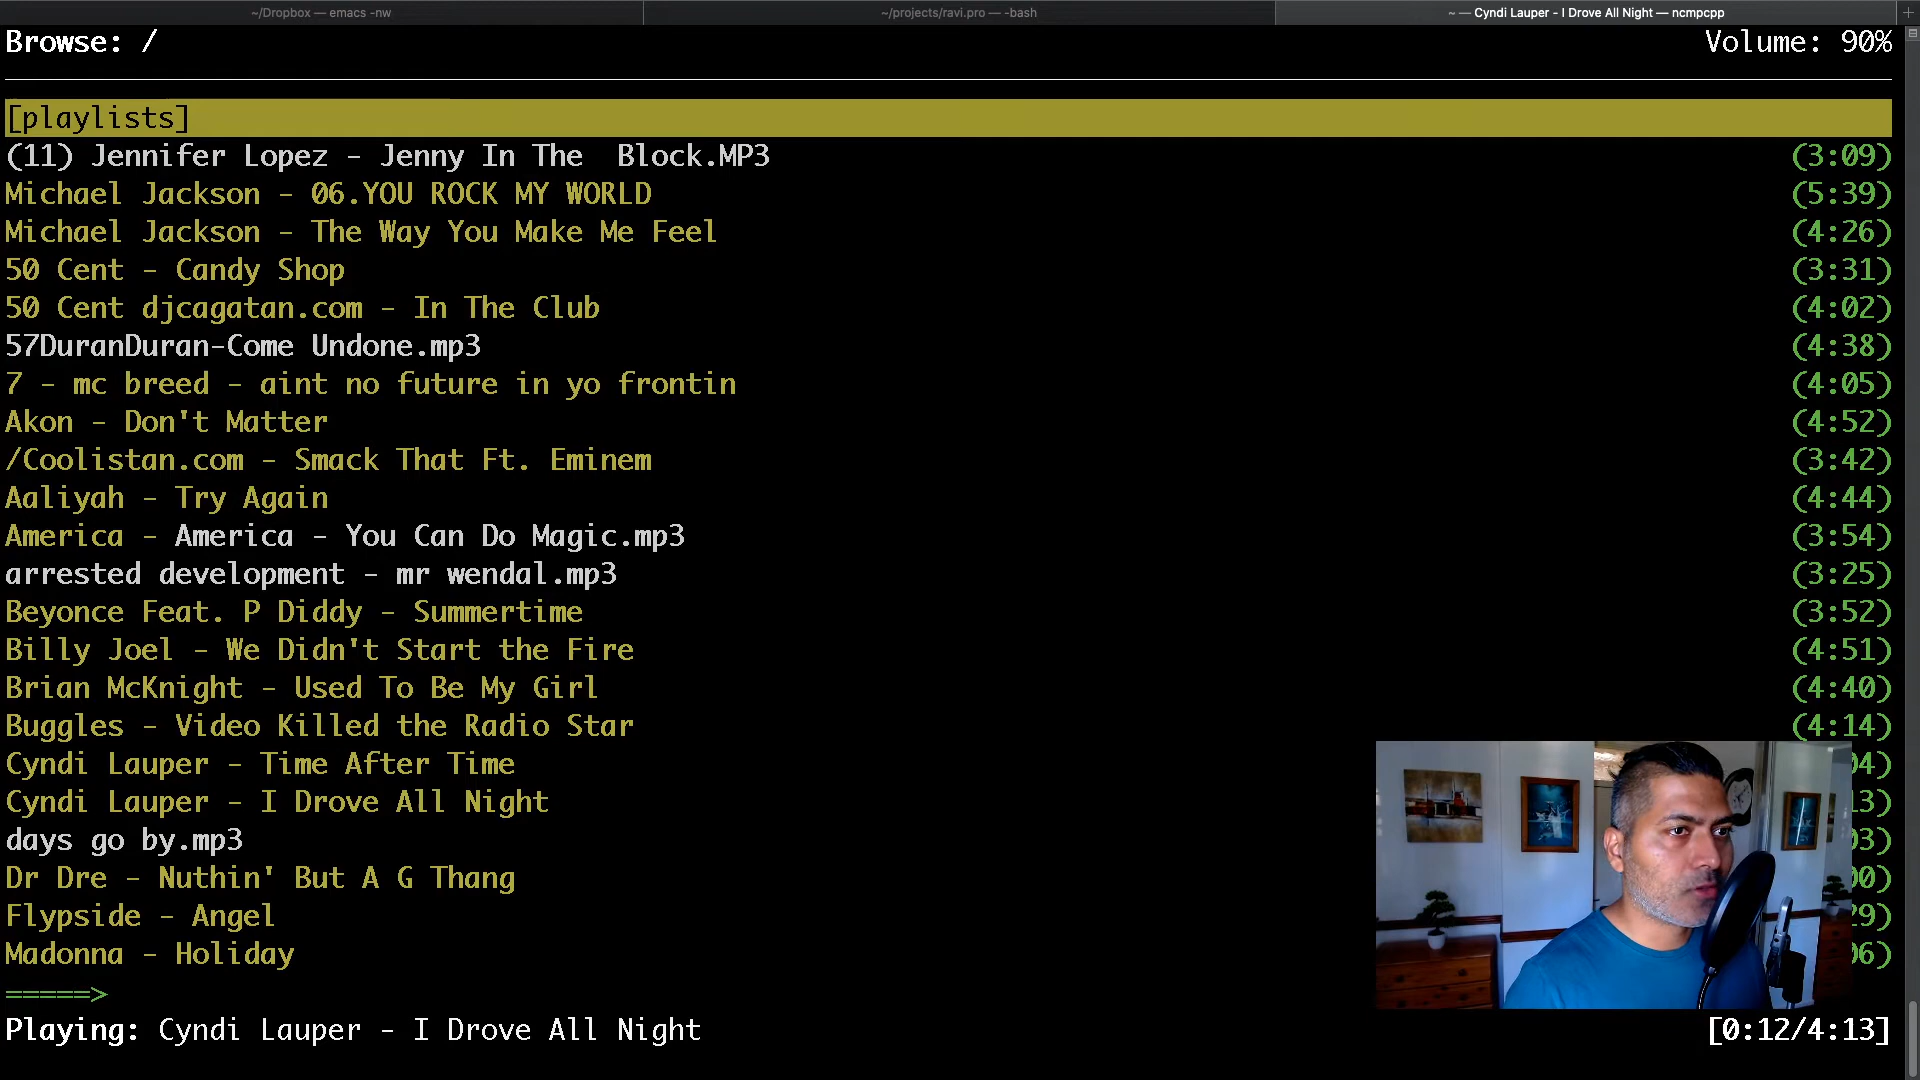 ~/Dropbox — emacs -nw
~/projects/ravi.pro — -bash
~ — Cyndi Lauper - I Drove All Night — ncmpcpp
+
Browse: /
Volume: 90%
[playlists]
(11) Jennifer Lopez - Jenny In The  Block.MP3 (3:09)
Michael Jackson - 06.YOU ROCK MY WORLD (5:39)
Michael Jackson - The Way You Make Me Feel (4:26)
50 Cent - Candy Shop (3:31)
50 Cent djcagatan.com - In The Club (4:02)
57DuranDuran-Come Undone.mp3 (4:38)
7 - mc breed - aint no future in yo frontin (4:05)
Akon - Don't Matter (4:52)
/Coolistan.com - Smack That Ft. Eminem (3:42)
Aaliyah - Try Again (4:44)
America - America - You Can Do Magic.mp3 (3:54)
arrested development - mr wendal.mp3 (3:25)
Beyonce Feat. P Diddy - Summertime (3:52)
Billy Joel - We Didn't Start the Fire (4:51)
Brian McKnight - Used To Be My Girl (4:40)
Buggles - Video Killed the Radio Star (4:14)
Cyndi Lauper - Time After Time 04)
Cyndi Lauper - I Drove All Night 13)
days go by.mp3 03)
Dr Dre - Nuthin' But A G Thang 00)
Flypside - Angel 29)
Madonna - Holiday 06)
=====>
Playing: Cyndi Lauper - I Drove All Night [0:12/4:13]